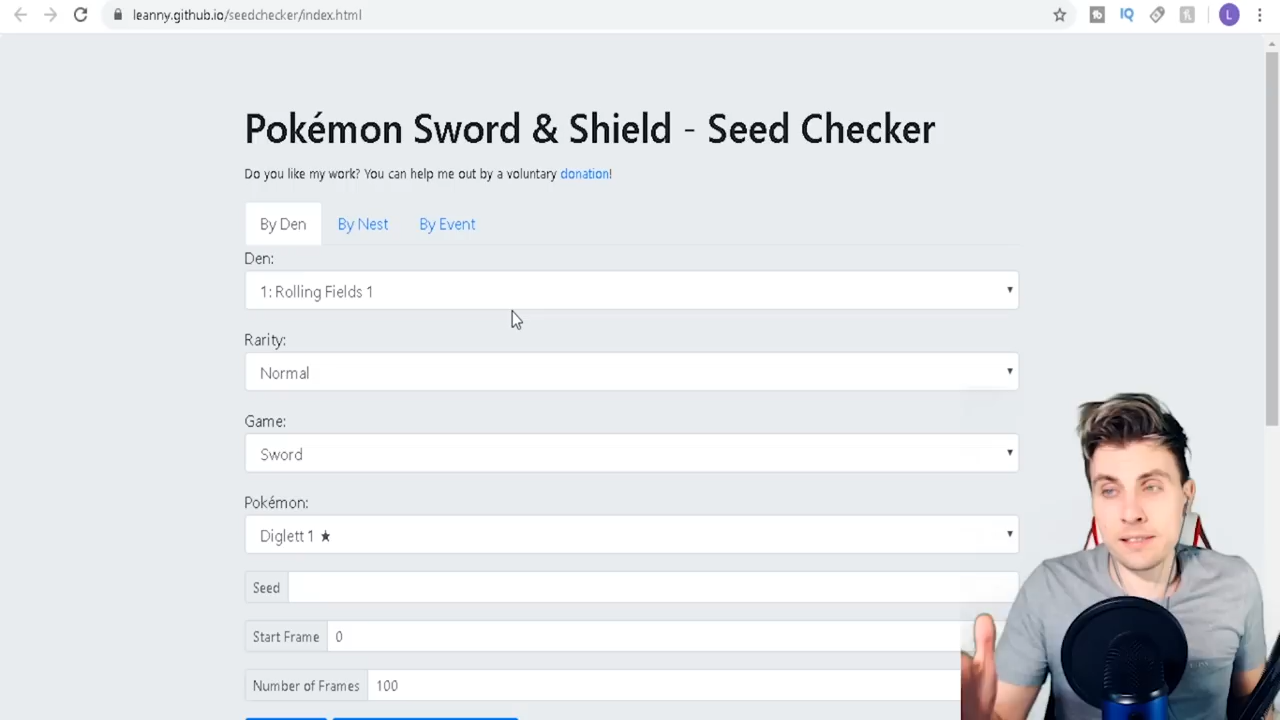 leanny.github.io/seedchecker/index.html
IQ
L
Pokémon Sword & Shield - Seed Checker
Do you like my work? You can help me out by a voluntary donation!
By Den
By Nest
By Event
Den:
1: Rolling Fields 1
Rarity:
Normal
Game:
Sword
Pokémon:
Diglett 1 ★
Seed
Start Frame
0
Number of Frames
100